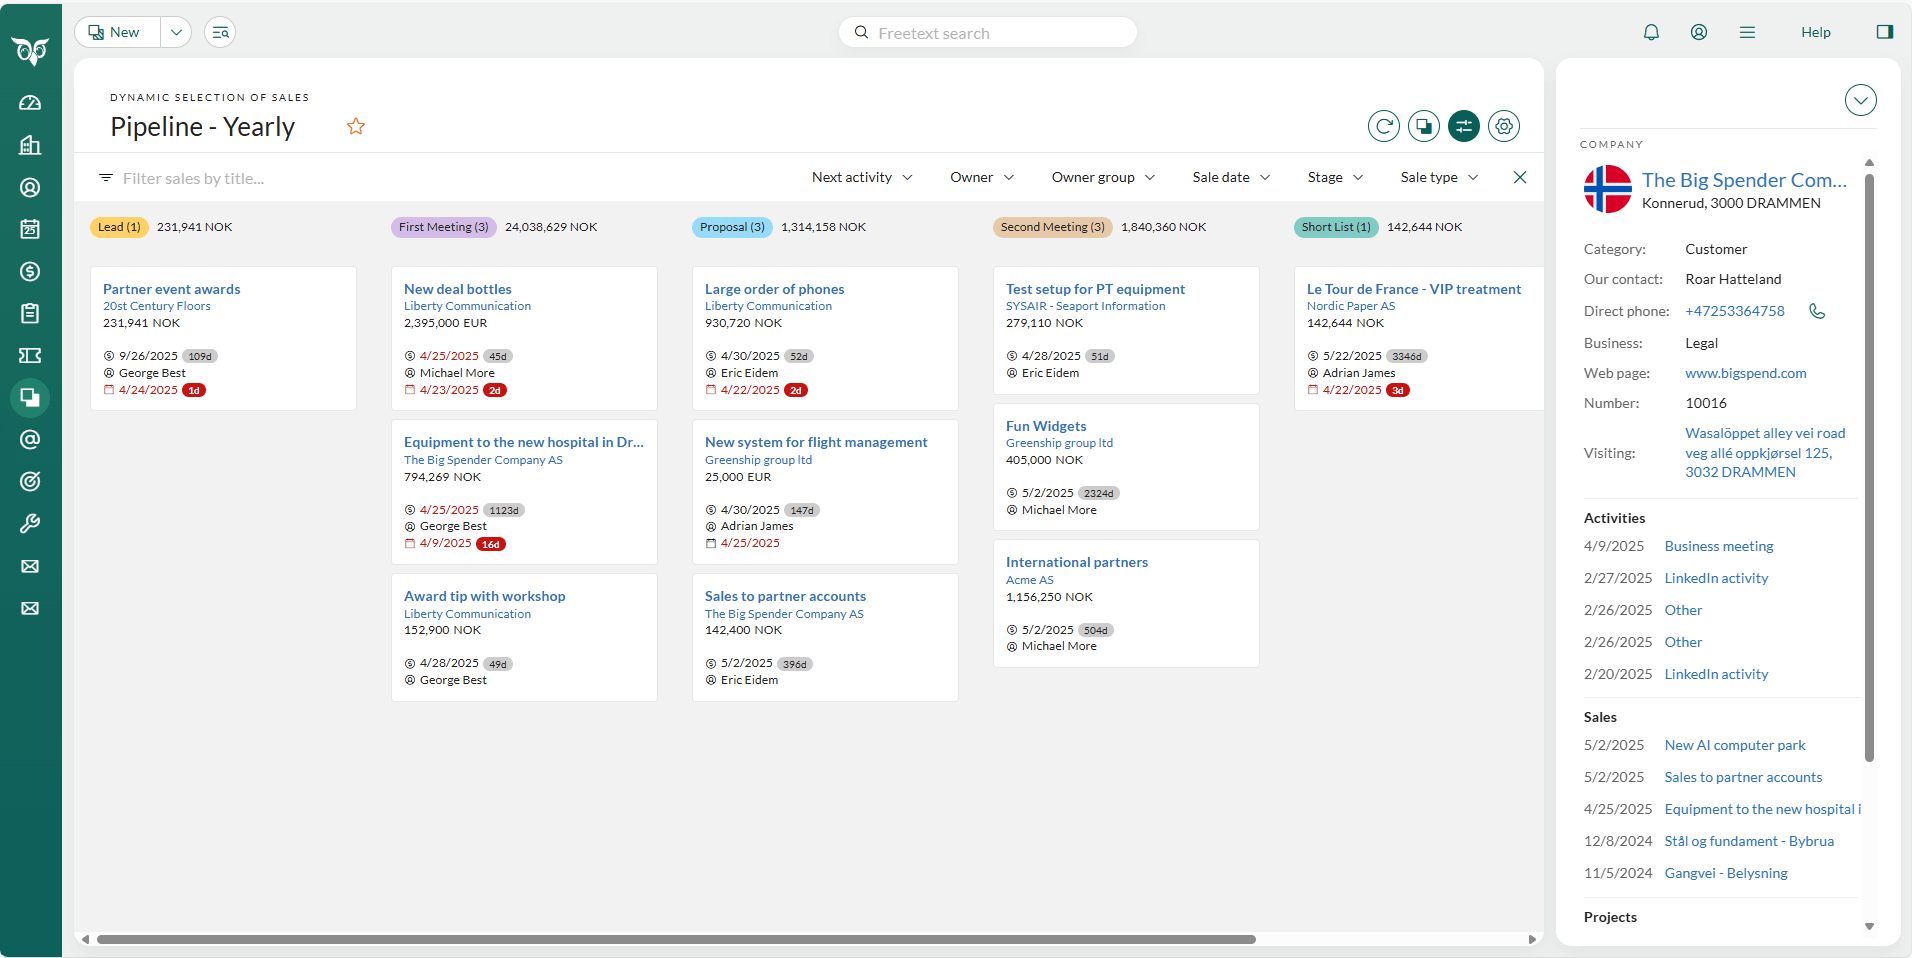 New
Freetext search
Help
DYNAMIC SELECTION OF SALES
Pipeline - Yearly
Filter sales by title...
Next activity
Owner
Owner group
Sale date
Stage
Sale type
Lead (1)
231,941 NOK
Partner event awards
20st Century Floors
231,941 NOK
9/26/2025 109d
George Best
4/24/2025 1d
First Meeting (3)
24,038,629 NOK
New deal bottles
Liberty Communication
2,395,000 EUR
4/25/2025 45d
Michael More
4/23/2025 2d
Equipment to the new hospital in Dr...
The Big Spender Company AS
794,269 NOK
4/25/2025 1123d
George Best
4/9/2025 16d
Award tip with workshop
Liberty Communication
152,900 NOK
4/28/2025 49d
George Best
Proposal (3)
1,314,158 NOK
Large order of phones
Liberty Communication
930,720 NOK
4/30/2025 52d
Eric Eidem
4/22/2025 2d
New system for flight management
Greenship group ltd
25,000 EUR
4/30/2025 147d
Adrian James
4/25/2025
Sales to partner accounts
The Big Spender Company AS
142,400 NOK
5/2/2025 396d
Eric Eidem
Second Meeting (3)
1,840,360 NOK
Test setup for PT equipment
SYSAIR - Seaport Information
279,110 NOK
4/28/2025 51d
Eric Eidem
Fun Widgets
Greenship group ltd
405,000 NOK
5/2/2025 2324d
Michael More
International partners
Acme AS
1,156,250 NOK
5/2/2025 504d
Michael More
Short List (1)
142,644 NOK
Le Tour de France - VIP treatment
Nordic Paper AS
142,644 NOK
5/22/2025 3346d
Adrian James
4/22/2025 3d
COMPANY
The Big Spender Com...
Konnerud, 3000 DRAMMEN
Category: Customer
Our contact: Roar Hatteland
Direct phone: +47253364758
Business: Legal
Web page: www.bigspend.com
Number: 10016
Visiting: Wasalöppet alley vei road
veg allé oppkjørsel 125,
3032 DRAMMEN
Activities
4/9/2025 Business meeting
2/27/2025 LinkedIn activity
2/26/2025 Other
2/26/2025 Other
2/20/2025 LinkedIn activity
Sales
5/2/2025 New AI computer park
5/2/2025 Sales to partner accounts
4/25/2025 Equipment to the new hospital i
12/8/2024 Stål og fundament - Bybrua
11/5/2024 Gangvei - Belysning
Projects
25